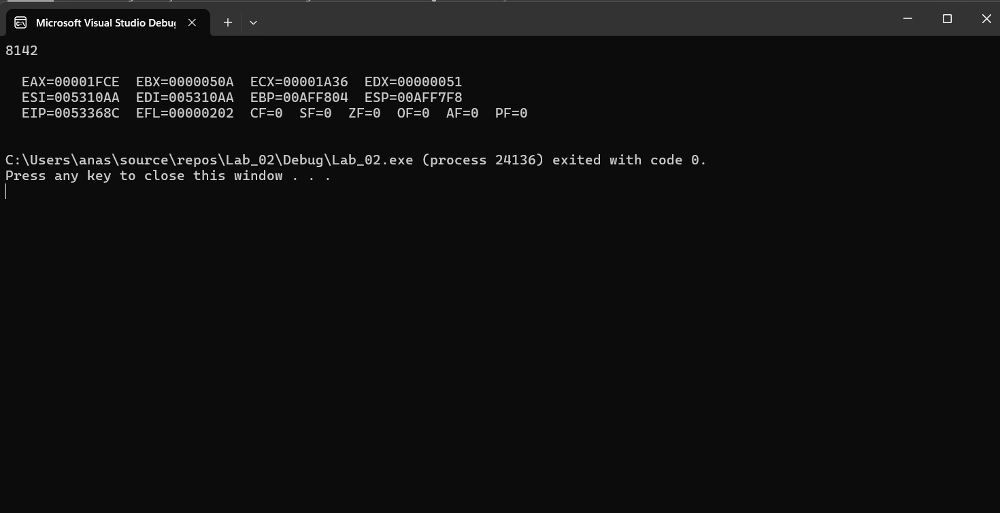 Microsoft Visual Studio Debu
8142
EAX=00001FCE EBX=0000050A ECX=00001A36 EDX=00000051
ESI=005310AA EDI=005310AA EBP=00AFF804 ESP=00AFF7F8
EIP=0053368C EFL=00000202 CF=0 SF=0 ZF=0 OF=0 AF=0 PF=0
C:\Users\anas\source\repos\Lab_02\Debug\Lab_02.exe (process 24136) exited with code 0.
Press any key to close this window . . .